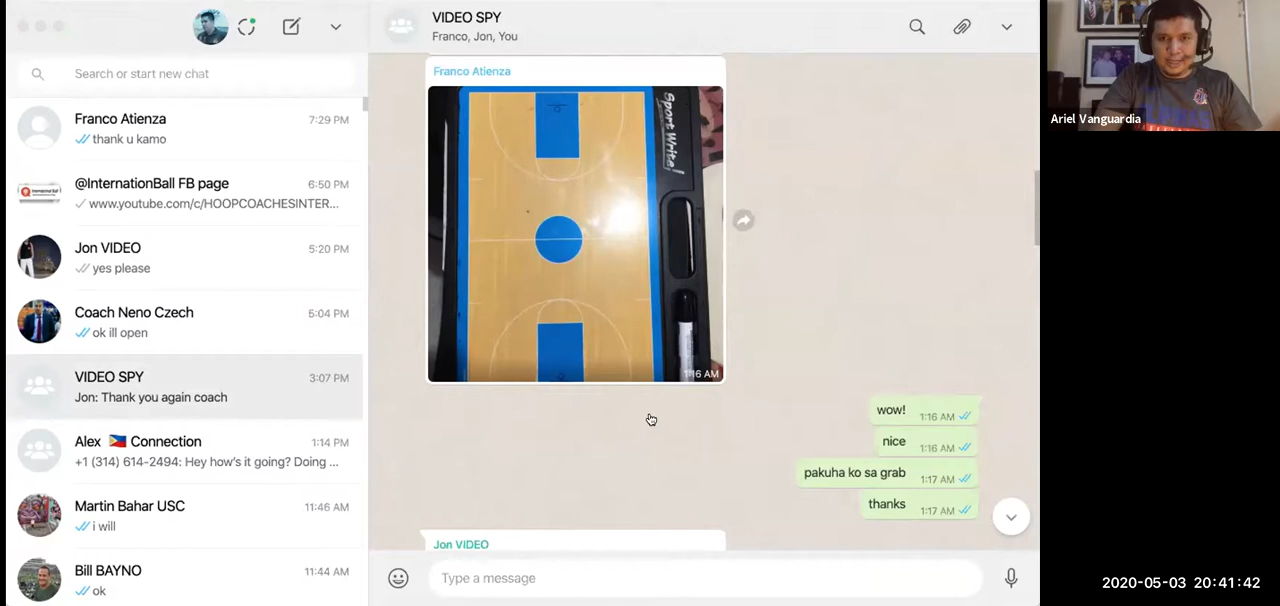 VIDEO SPY
Franco, Jon, You
Search or start new chat
Franco Atienza 7:29 PM
thank u kamo
@InternationBall FB page 6:50 PM
www.youtube.com/c/HOOPCOACHESINTER...
Jon VIDEO 5:20 PM
yes please
Coach Neno Czech 5:04 PM
ok ill open
VIDEO SPY 3:07 PM
Jon: Thank you again coach
Alex 🇵🇭 Connection 1:14 PM
+1 (314) 614-2494: Hey how's it going? Doing ...
Martin Bahar USC 11:46 AM
i will
Bill BAYNO 11:44 AM
ok
Franco Atienza
Sport Write!
1:16 AM
wow! 1:16 AM
nice 1:16 AM
pakuha ko sa grab 1:17 AM
thanks 1:17 AM
Jon VIDEO
Type a message
Ariel Vanguardia
2020-05-03 20:41:42